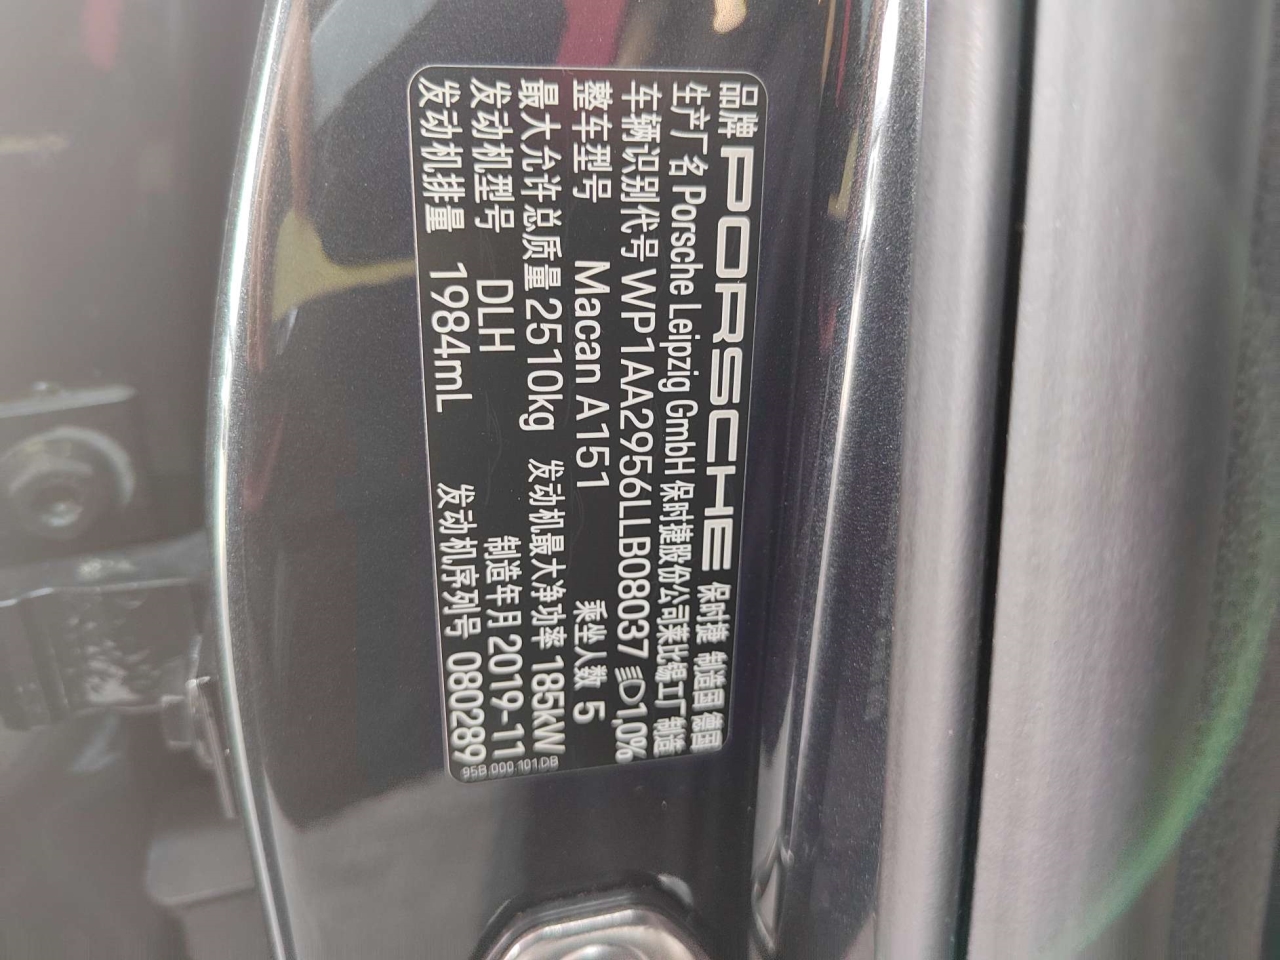 品牌 PORSCHE 保时捷 制造国 德国
生产厂名 Porsche Leipzig GmbH 保时捷股份公司莱比锡工厂制造
车辆识别代号 WP1AA2956LLB08037 1,0%
整车型号 Macan A151 乘坐人数 5
最大允许总质量 2510kg 发动机最大净功率 185kW
发动机型号 DLH 制造年月 2019-11
发动机排量 1984mL 发动机序列号 080289
95B.000.101.DB